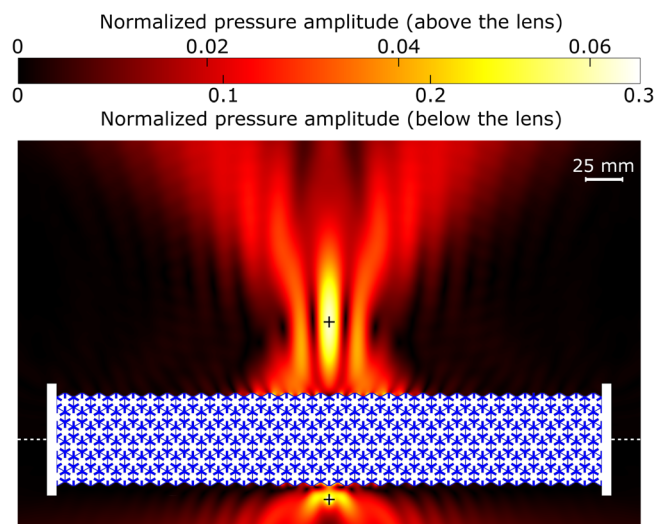 Normalized pressure amplitude (above the lens)
0 0.02 0.04 0.06
0 0.1 0.2 0.3
Normalized pressure amplitude (below the lens)
25 mm